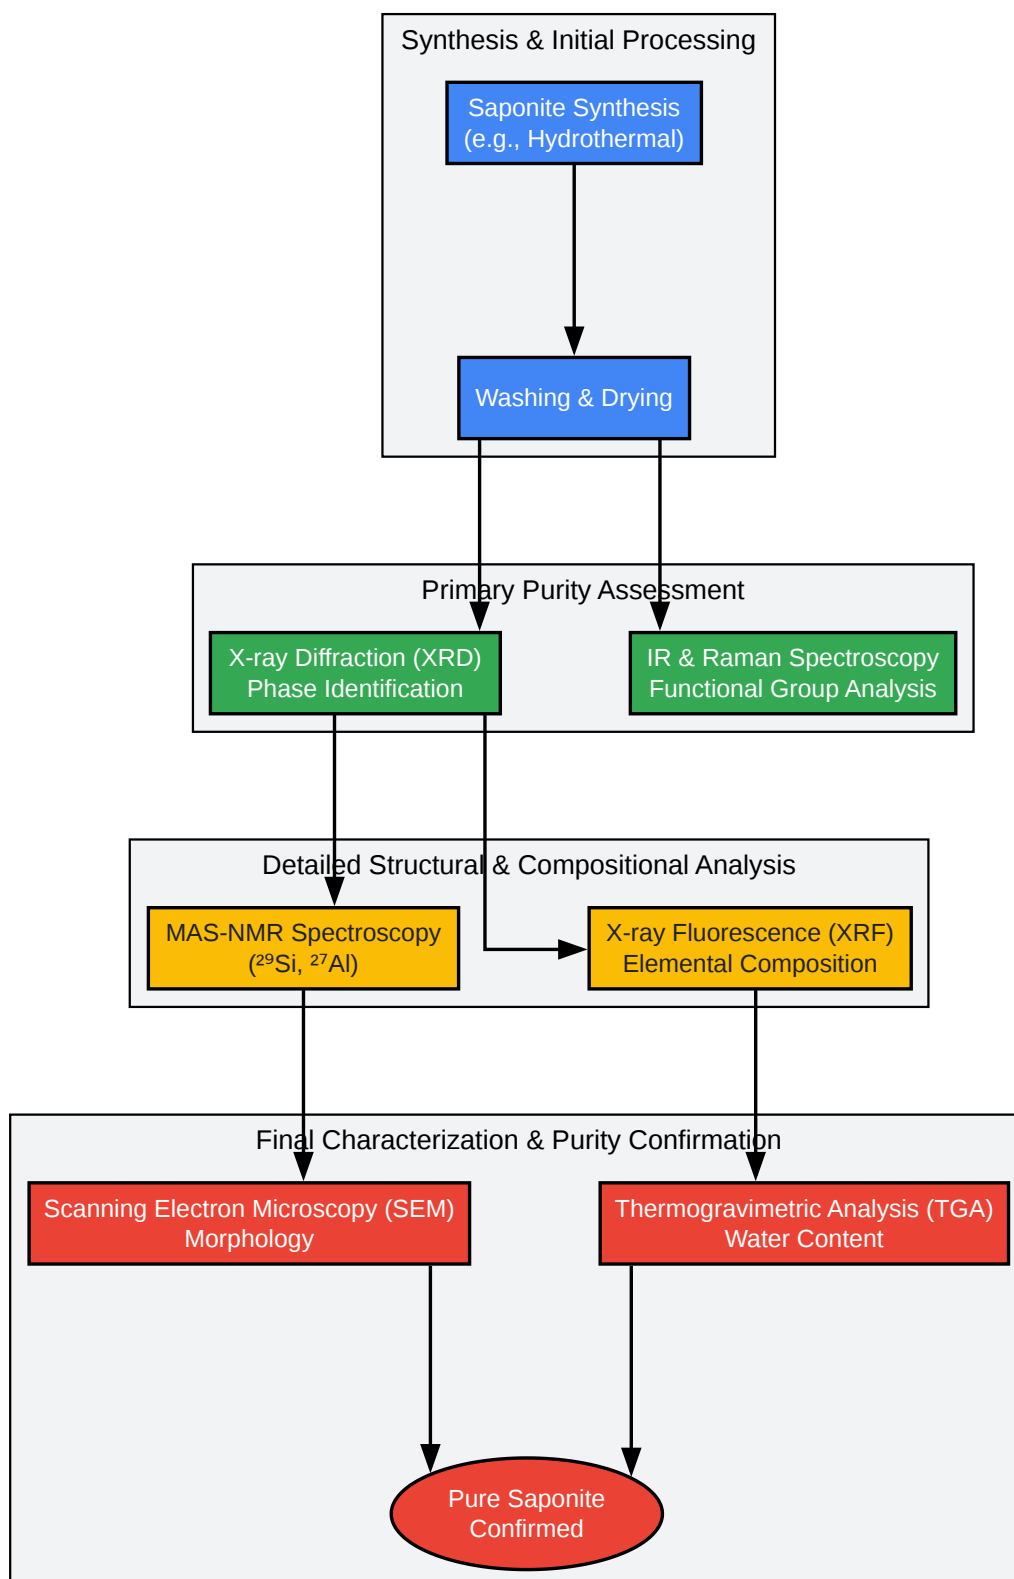 Synthesis & Initial Processing
Saponite Synthesis
(e.g., Hydrothermal)
Washing & Drying
Primary Purity Assessment
X-ray Diffraction (XRD)
Phase Identification
IR & Raman Spectroscopy
Functional Group Analysis
Detailed Structural & Compositional Analysis
MAS-NMR Spectroscopy
(²⁹Si, ²⁷Al)
X-ray Fluorescence (XRF)
Elemental Composition
Final Characterization & Purity Confirmation
Scanning Electron Microscopy (SEM)
Morphology
Thermogravimetric Analysis (TGA)
Water Content
Pure Saponite
Confirmed